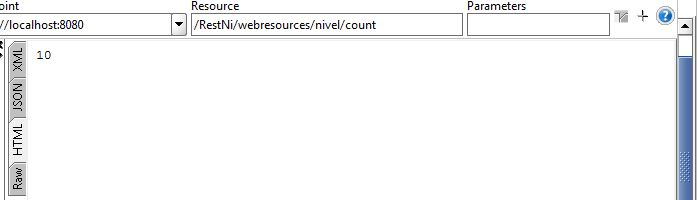 oint Resource Parameters
//localhost:8080 /RestNi/webresources/nivel/count
10
XML
JSON
HTML
Raw